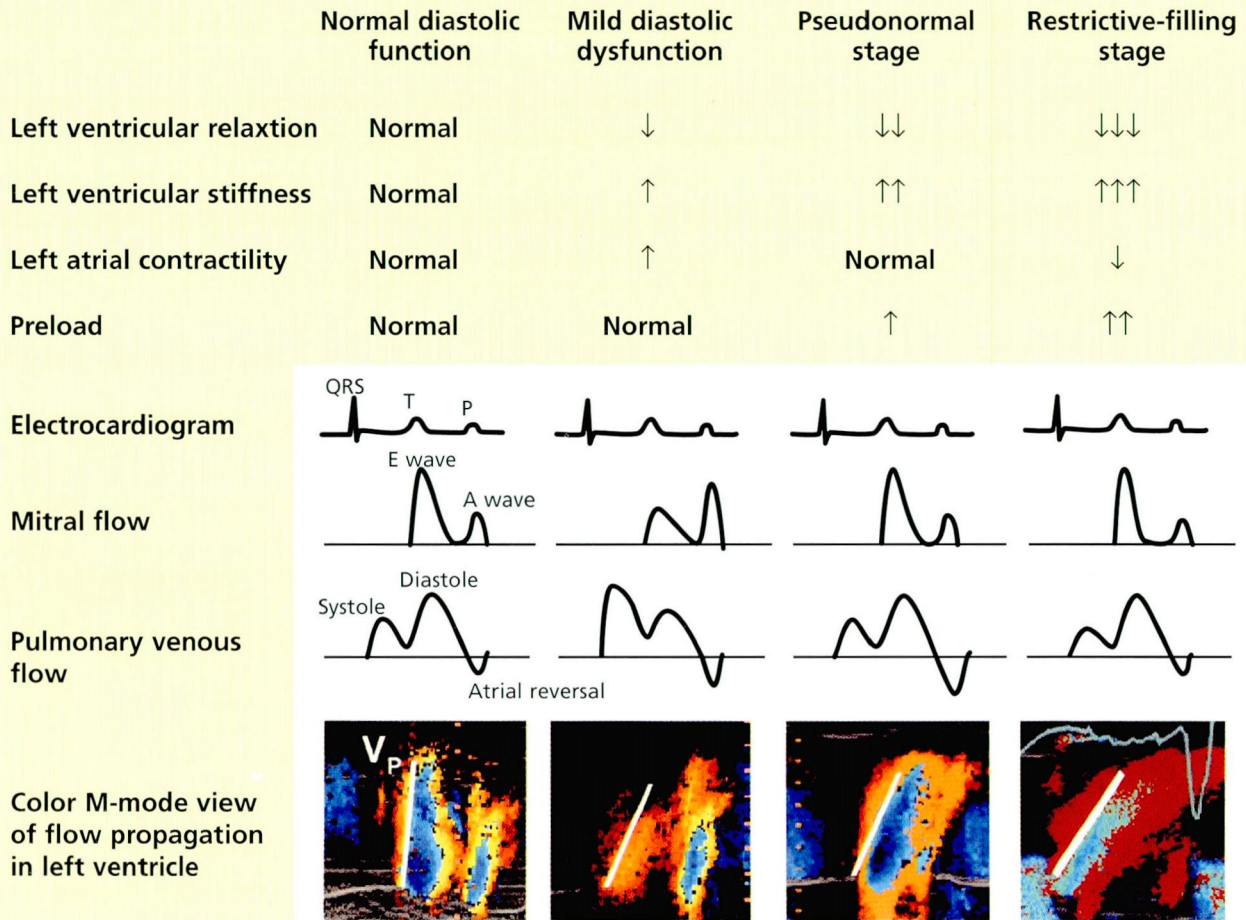 Normal diastolic
function
Mild diastolic
dysfunction
Pseudonormal
stage
Restrictive-filling
stage
Left ventricular relaxtion Normal ↓ ↓↓ ↓↓↓
Left ventricular stiffness Normal ↑ ↑↑ ↑↑↑
Left atrial contractility Normal ↑ Normal ↓
Preload Normal Normal ↑ ↑↑
Electrocardiogram
QRS
T
P
Mitral flow
E wave
A wave
Pulmonary venous
flow
Systole
Diastole
Atrial reversal
Color M-mode view
of flow propagation
in left ventricle
VP